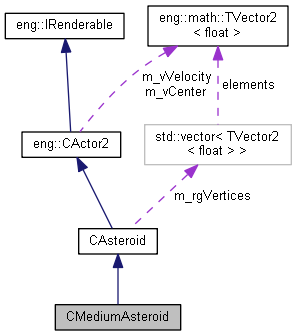 eng::IRenderable
eng::math::TVector2
< float >
m_vVelocity
m_vCenter
elements
eng::CActor2
std::vector< TVector2
< float > >
m_rgVertices
CAsteroid
CMediumAsteroid